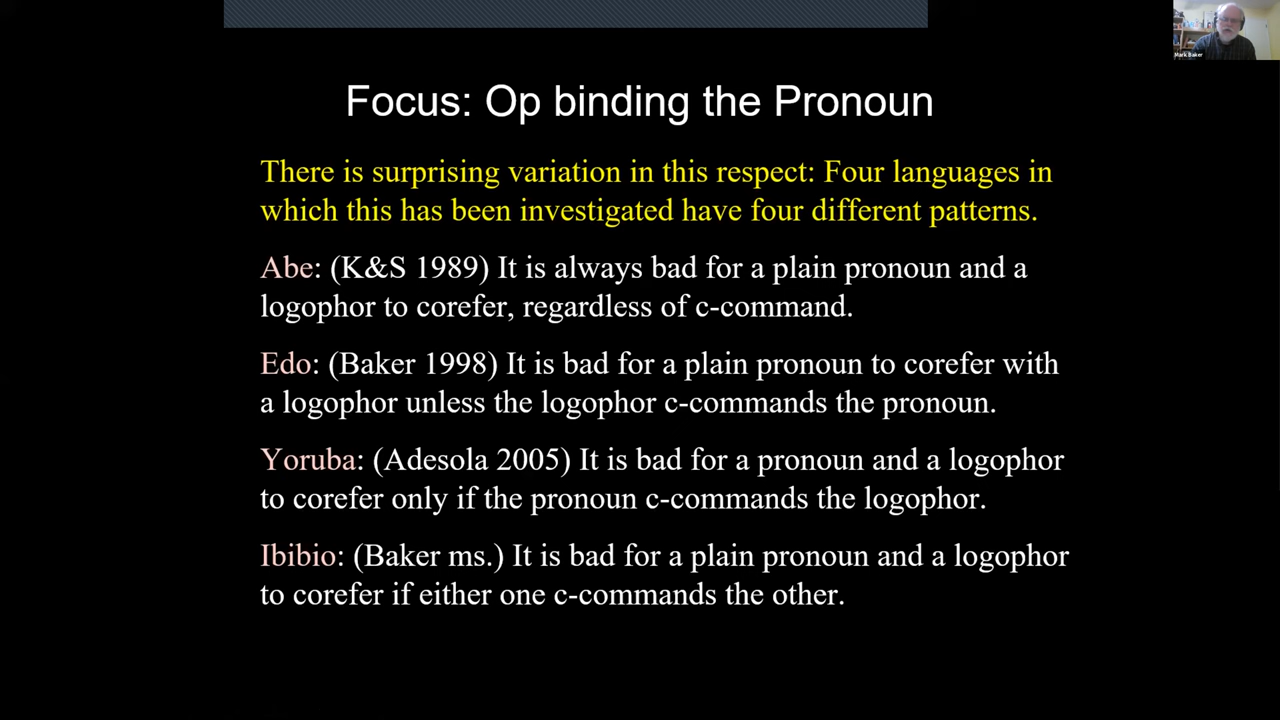 Mark Baker
Focus: Op binding the Pronoun
There is surprising variation in this respect: Four languages in
which this has been investigated have four different patterns.
Abe: (K&S 1989) It is always bad for a plain pronoun and a
logophor to corefer, regardless of c-command.
Edo: (Baker 1998) It is bad for a plain pronoun to corefer with
a logophor unless the logophor c-commands the pronoun.
Yoruba: (Adesola 2005) It is bad for a pronoun and a logophor
to corefer only if the pronoun c-commands the logophor.
Ibibio: (Baker ms.) It is bad for a plain pronoun and a logophor
to corefer if either one c-commands the other.